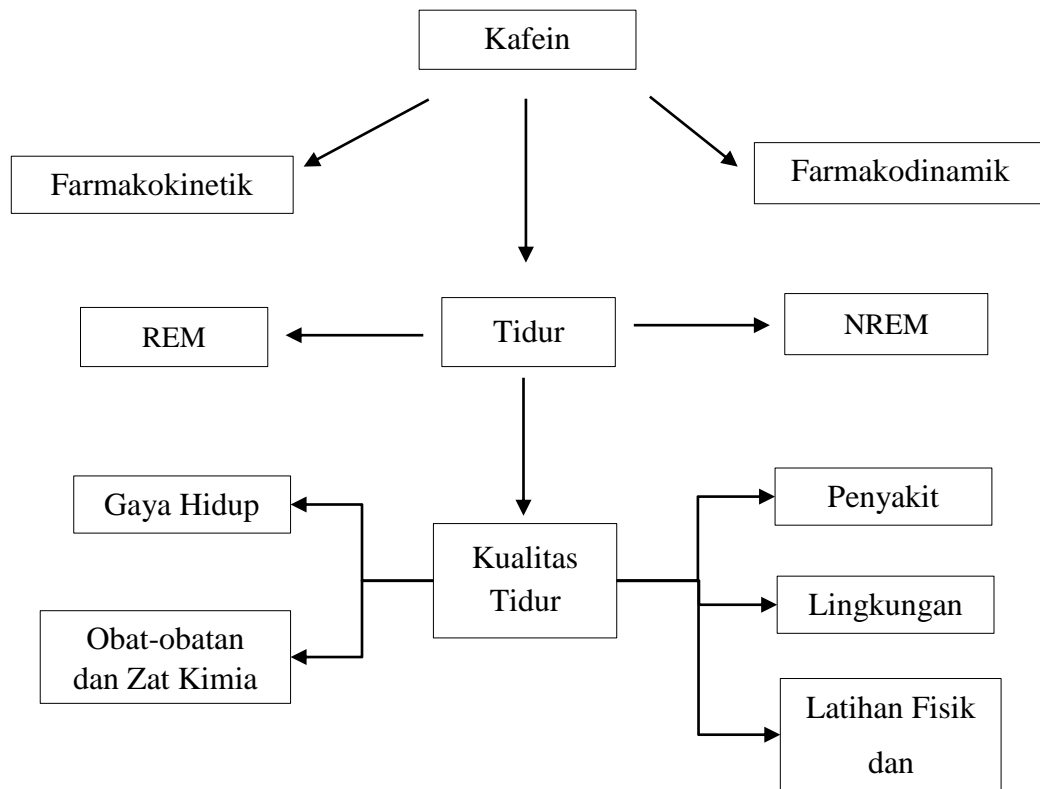 Kafein
Farmakokinetik
Farmakodinamik
REM
Tidur
NREM
Gaya Hidup
Penyakit
Kualitas
Tidur
Lingkungan
Obat-obatan
dan Zat Kimia
Latihan Fisik
dan